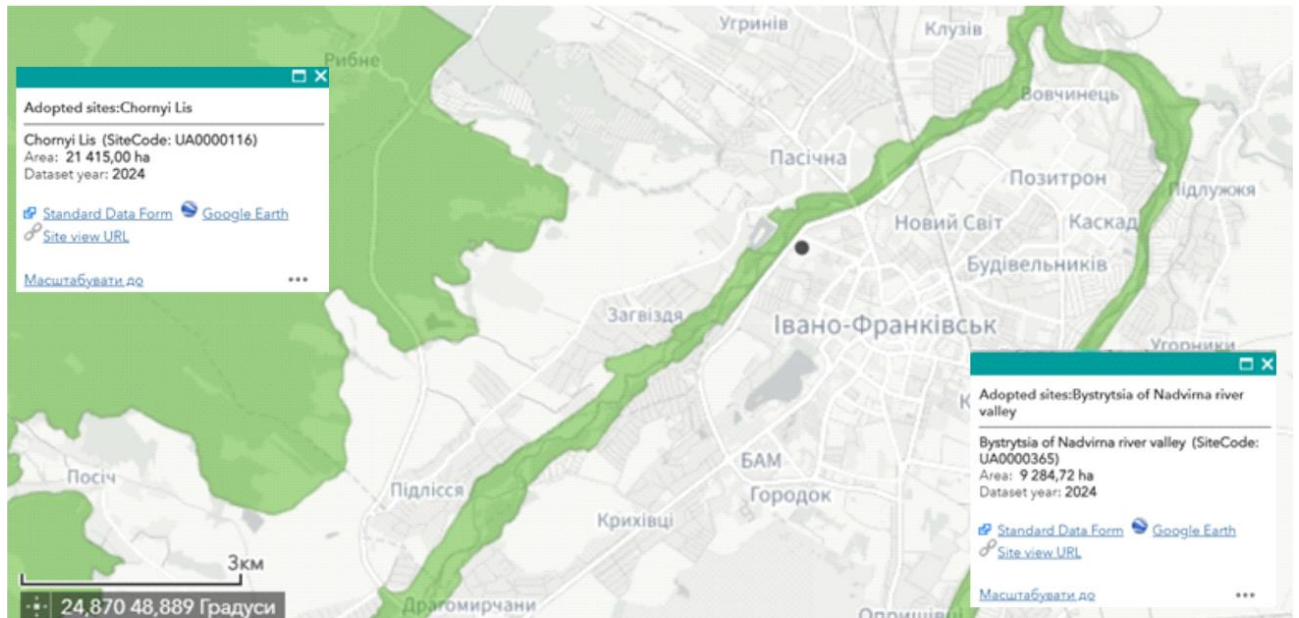 Угринів
Клузів
Рибне
Adopted sites:Chornyi Lis
Chornyi Lis (SiteCode: UA0000116)
Area: 21 415,00 ha
Dataset year: 2024
Standard Data Form Google Earth
Site view URL
Масштабувати до
Вовчинець
Пасічна
Позитрон
Підлужжя
Новий Світ
Каскад
Будівельників
Загвіздя
Івано-Франківськ
Угорники
К
Adopted sites:Bystrytsia of Nadvirna river
valley
Bystrytsia of Nadvirna river valley (SiteCode:
UA0000365)
Area: 9 284,72 ha
Dataset year: 2024
Standard Data Form Google Earth
Site view URL
Масштабувати до
БАМ
Городок
Посіч
Підлісся
Крихівці
3км
24,870 48,889 Градуси
Драгомирчани